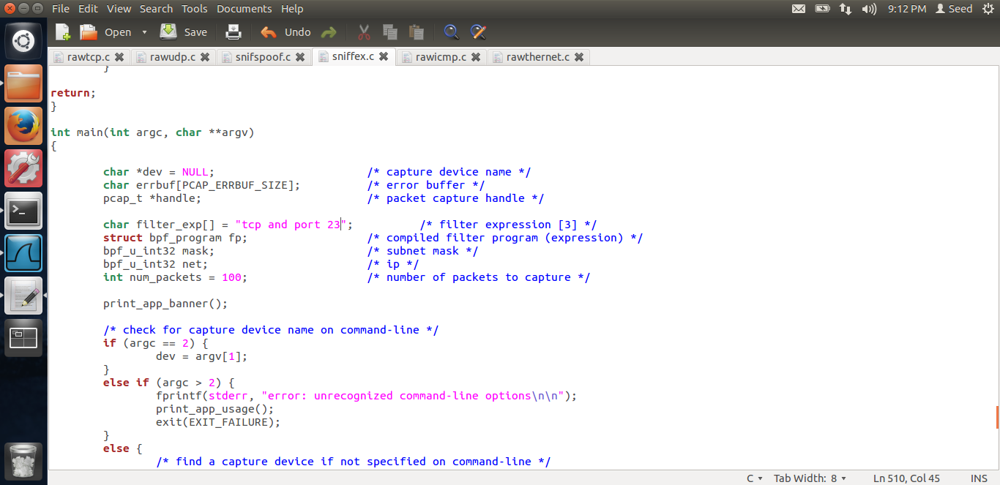 File Edit View Search Tools Documents Help 9:12 PM Seed
Open Save Undo
rawtcp.c rawudp.c snifspoof.c sniffex.c rawicmp.c rawthernet.c
}
return;
}
int main(int argc, char **argv)
{
char *dev = NULL; /* capture device name */
char errbuf[PCAP_ERRBUF_SIZE]; /* error buffer */
pcap_t *handle; /* packet capture handle */
char filter_exp[] = "tcp and port 23"; /* filter expression [3] */
struct bpf_program fp; /* compiled filter program (expression) */
bpf_u_int32 mask; /* subnet mask */
bpf_u_int32 net; /* ip */
int num_packets = 100; /* number of packets to capture */
print_app_banner();
/* check for capture device name on command-line */
if (argc == 2) {
dev = argv[1];
}
else if (argc > 2) {
fprintf(stderr, "error: unrecognized command-line options\n\n");
print_app_usage();
exit(EXIT_FAILURE);
}
else {
/* find a capture device if not specified on command-line */
C Tab Width: 8 Ln 510, Col 45 INS